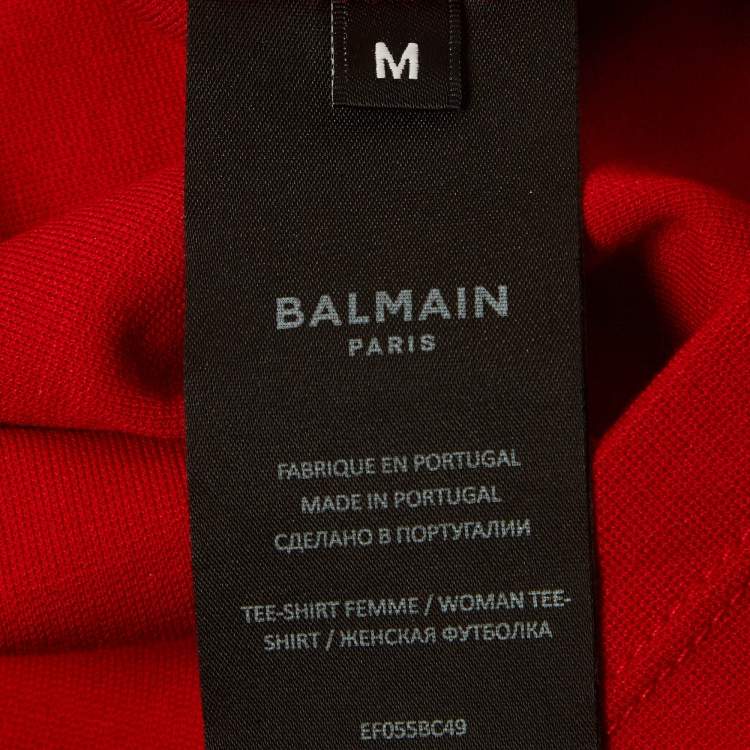 M
BALMAIN
PARIS
FABRIQUE EN PORTUGAL
MADE IN PORTUGAL
СДЕЛАНО В ПОРТУГАЛИИ
TEE-SHIRT FEMME / WOMAN TEE-
SHIRT / ЖЕНСКАЯ ФУТБОЛКА
EF055BC49